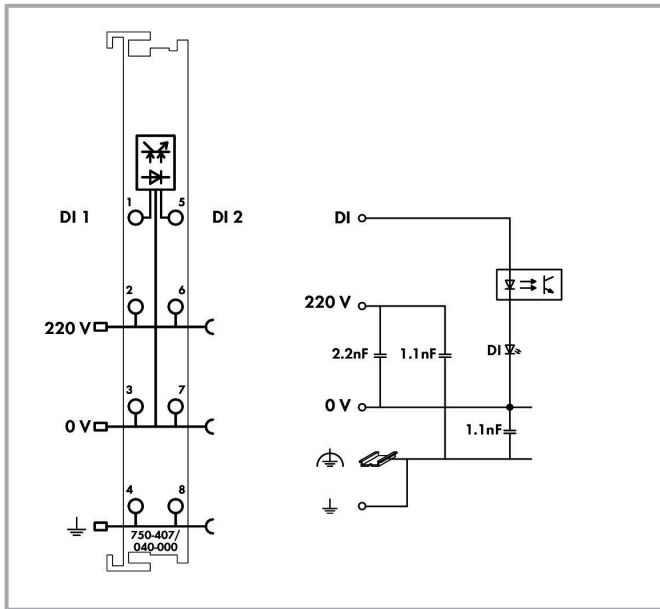 1
5
DI 1
DI 2
2
6
220 V
3
7
0 V
4
8
750-407/
040-000
DI
220 V
2.2nF
1.1nF
DI
0 V
1.1nF